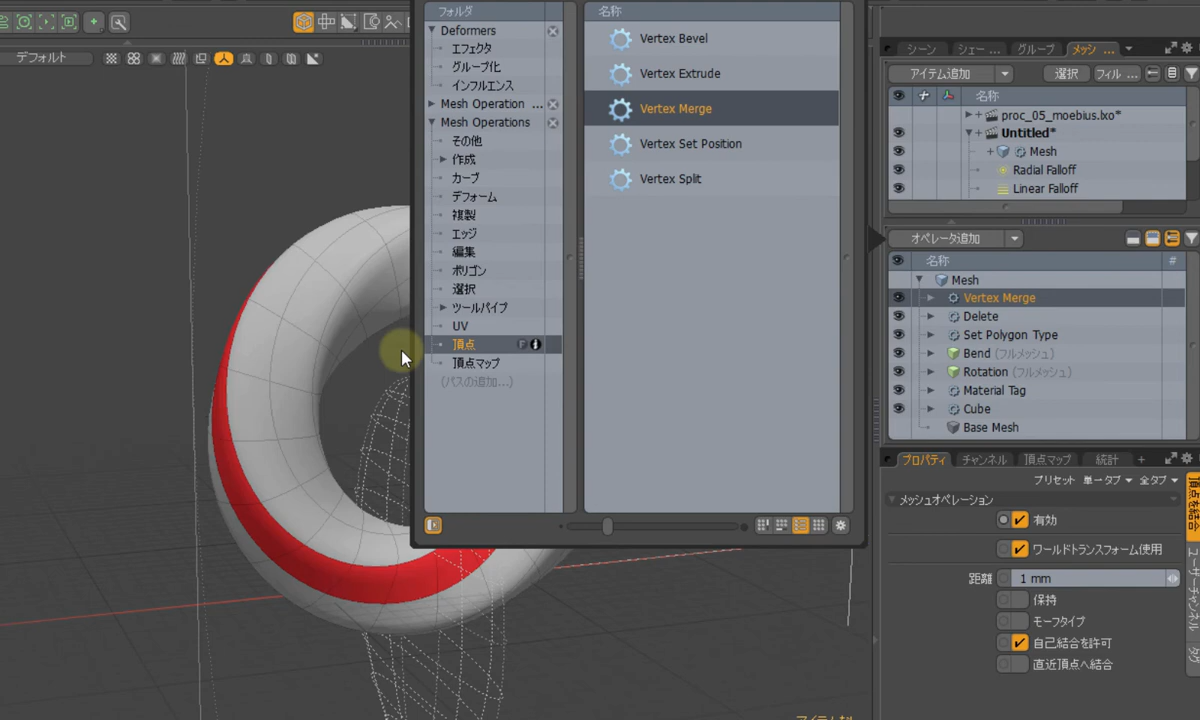 デフォルト
フォルダ
Deformers
エフェクタ
グループ化
インフルエンス
Mesh Operation ...
Mesh Operations
その他
作成
カーブ
デフォーム
複製
エッジ
編集
ポリゴン
選択
ツールパイプ
UV
頂点
F
頂点マップ
(パスの追加...)
名称
Vertex Bevel
Vertex Extrude
Vertex Merge
Vertex Set Position
Vertex Split
シーン
シェー ...
グループ
メッシ ...
アイテム追加
選択
フィル ...
名称
proc_05_moebius.lxo*
Untitled*
Mesh
Radial Falloff
Linear Falloff
オペレータ追加
名称
#
Mesh
Vertex Merge
Delete
Set Polygon Type
Bend (フルメッシュ)
Rotation (フルメッシュ)
Material Tag
Cube
Base Mesh
プロパティ
チャンネル
頂点マップ
統計
+
プリセット 単一タブ 全タブ
メッシュオペレーション
有効
ワールドトランスフォーム使用
距離
1 mm
保持
モーフタイプ
自己結合を許可
直近頂点へ結合
頂点を結合
ユーザーチャンネル
タグ